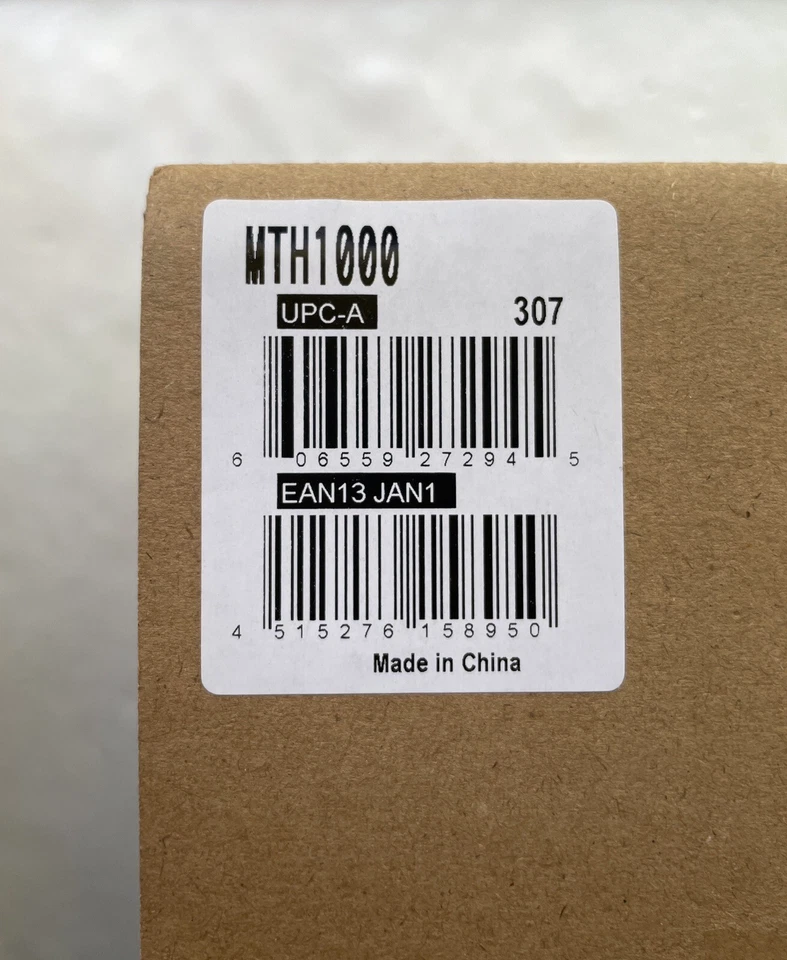 MTH1000
UPC-A
307
6 06559 27294 5
EAN13 JAN1
4 515276 158950
Made in China